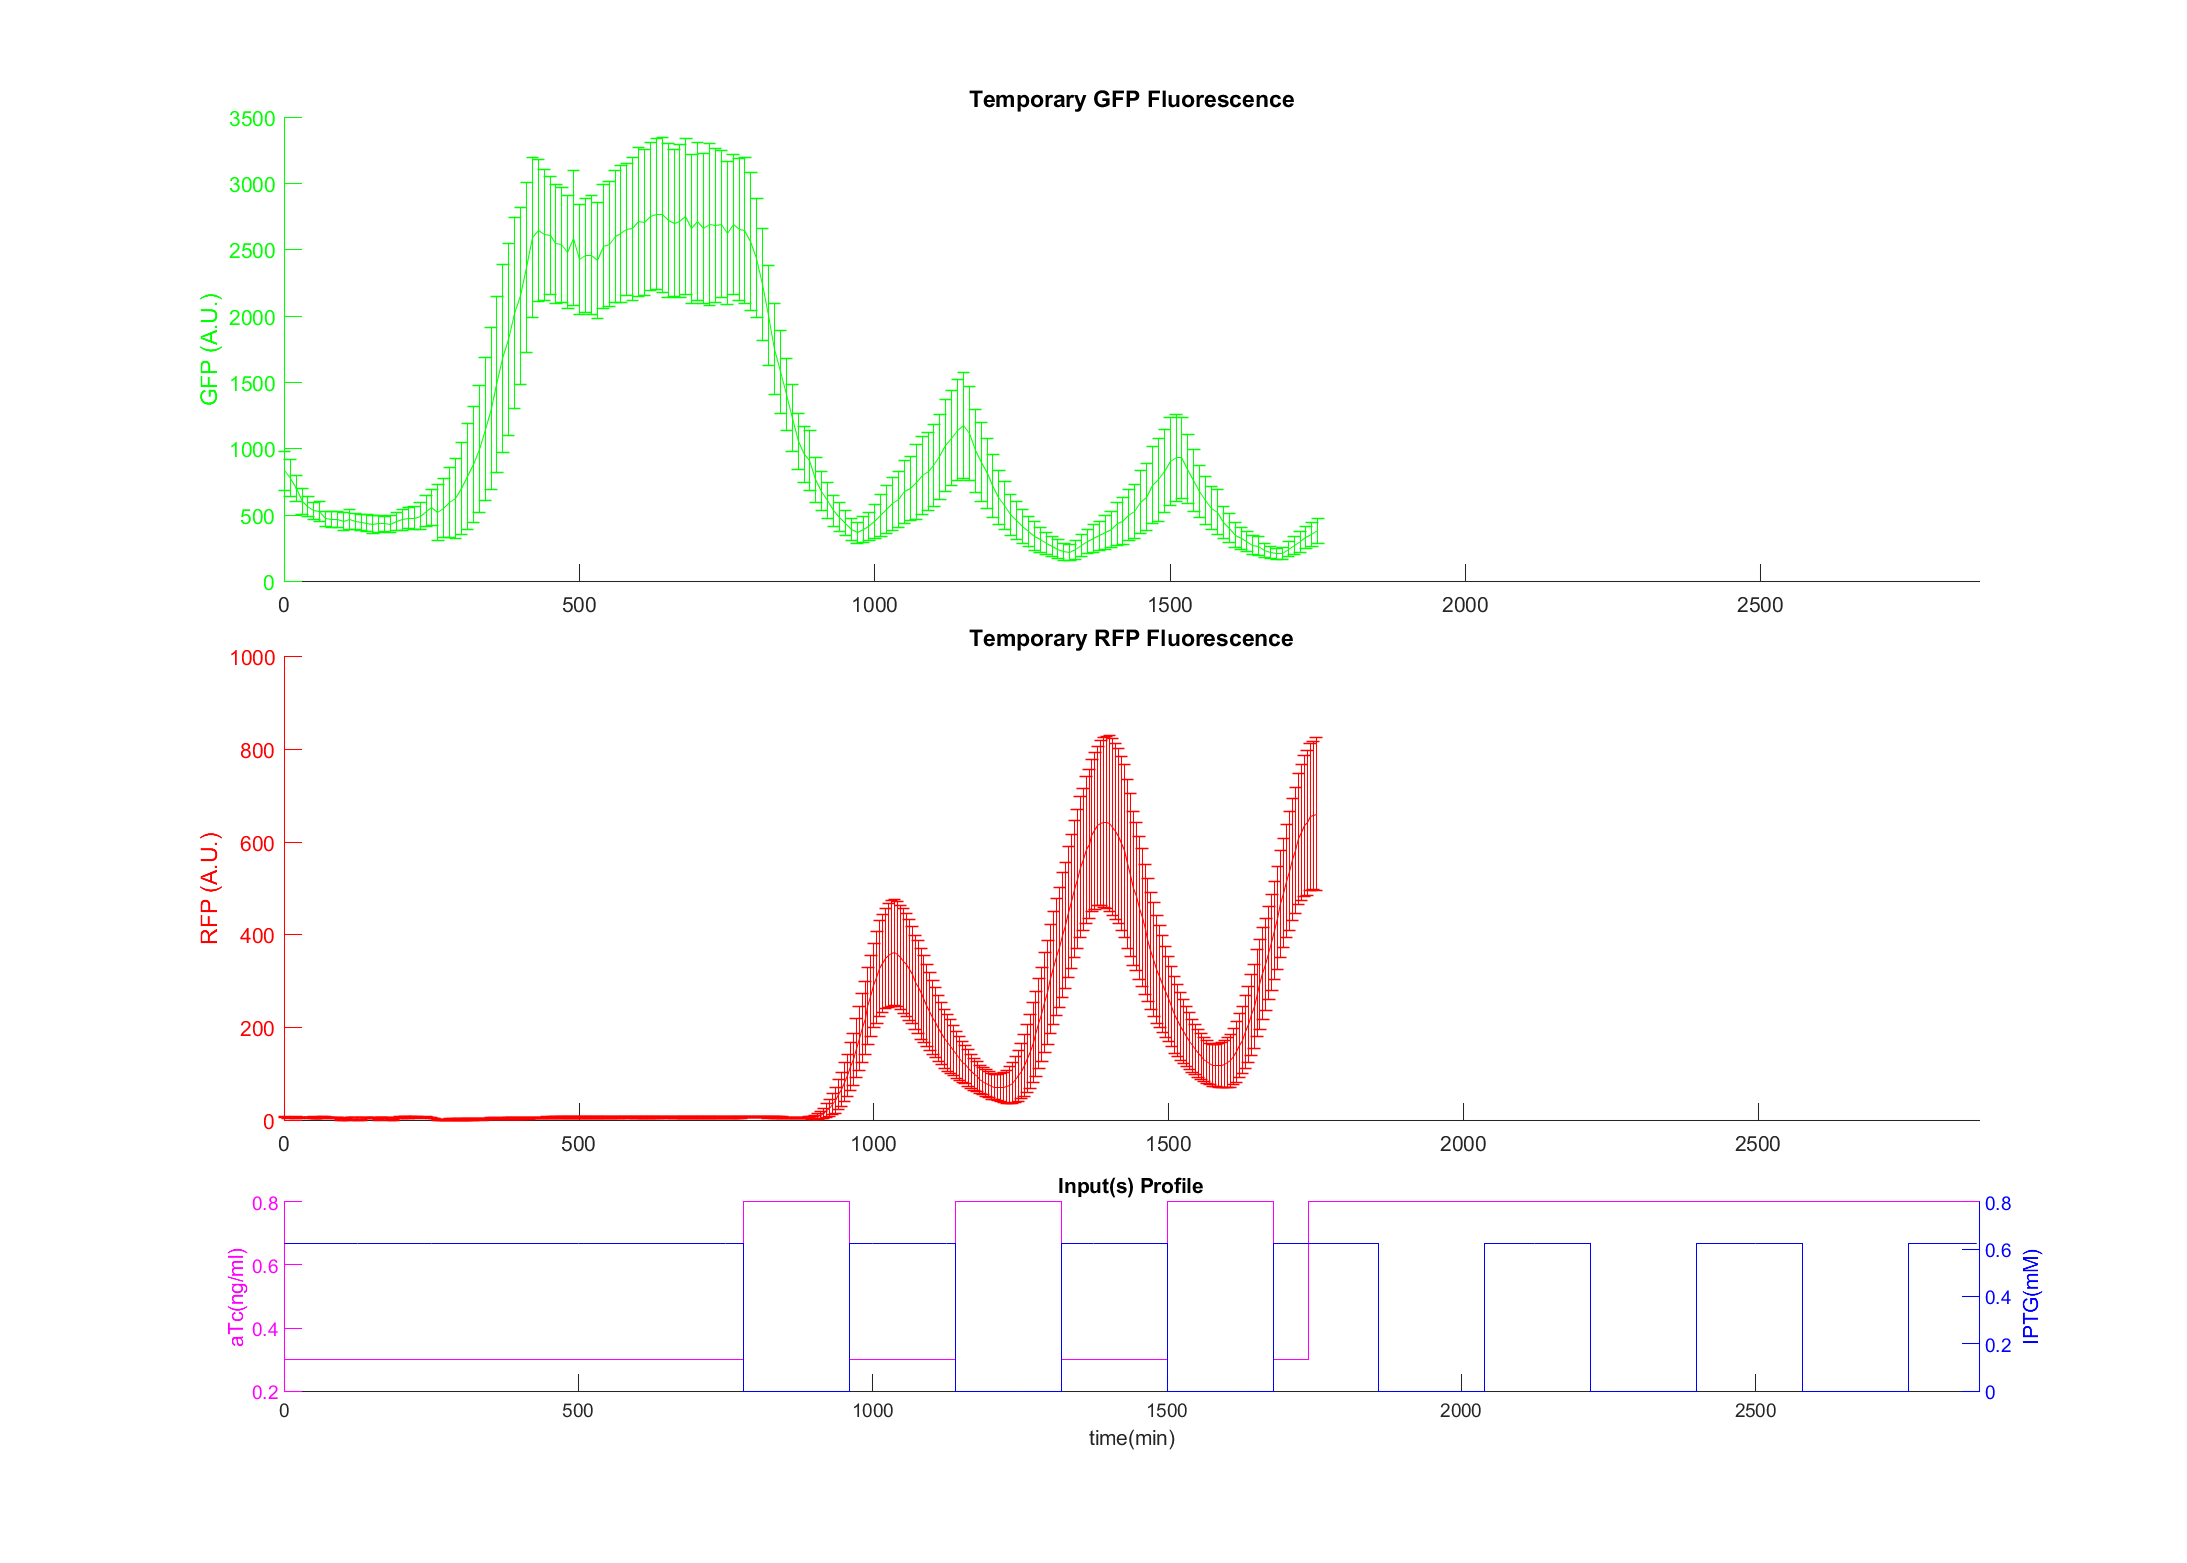 Temporary GFP Fluorescence
GFP (A.U.)
3500
3000
2500
2000
1500
1000
500
0
0 500 1000 1500 2000 2500
Temporary RFP Fluorescence
RFP (A.U.)
1000
800
600
400
200
0
0 500 1000 1500 2000 2500
Input(s) Profile
aTc(ng/ml)
0.8
0.6
0.4
0.2
0.8
0.6
0.4
0.2
0
IPTG(mM)
0 500 1000 1500 2000 2500
time(min)